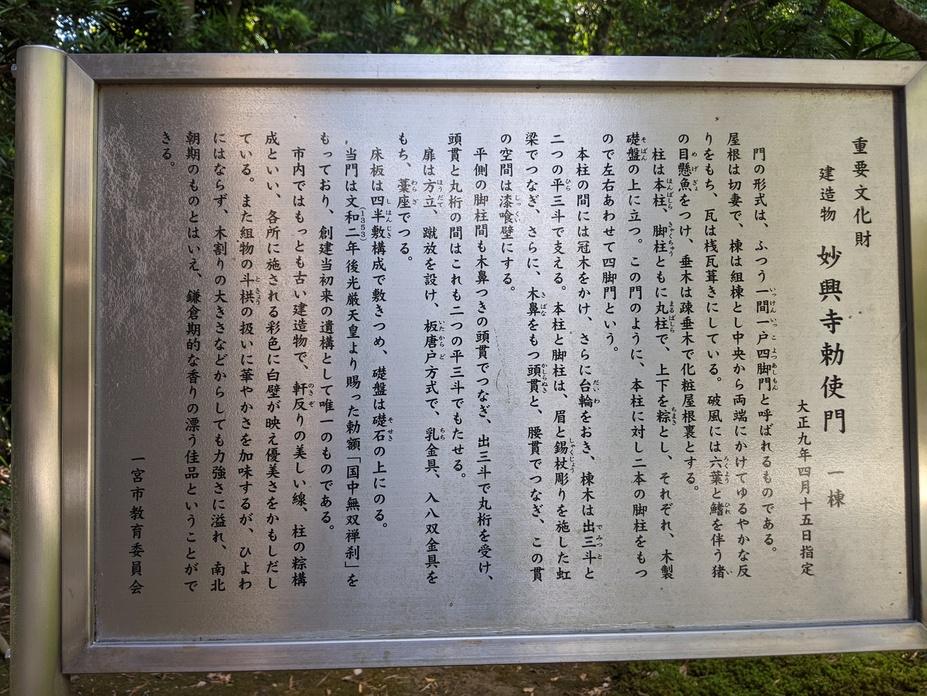 重要文化財
建造物 妙興寺勅使門 一棟
大正九年四月十五日指定
門の形式は、ふつう一間一戸四脚門と呼ばれるものである。
屋根は切妻で、棟は組棟とし中央から両端にかけてゆるやかな反
りをもち、瓦は桟瓦葺きにしている。破風には六葉と鰭を伴う猪
の目懸魚をつけ、垂木は疎垂木で化粧屋根裏とする。
柱は本柱、脚柱ともに丸柱で、上下を粽とし、それぞれ、木製
礎盤の上に立つ。この門のように、本柱に対し二本の脚柱をもつ
ので左右あわせて四脚門という。
本柱の間には冠木をかけ、さらに台輪をおき、棟木は出三斗と
二つの平三斗で支える。本柱と脚柱は、眉と錫杖彫りを施した虹
梁でつなぎ、さらに、木鼻をもつ頭貫と、腰貫でつなぎ、この貫
の空間は漆喰壁にする。
平側の脚柱間も木鼻つきの頭貫でつなぎ、出三斗で丸桁を受け、
頭貫と丸桁の間はこれも二つの平三斗でもたせる。
扉は方立、蹴放を設け、板唐戸方式で、乳金具、入八双金具を
もち、藁座でつる。
床板は四半敷構成で敷きつめ、礎盤は礎石の上にのる。
当門は文和二年(1353)後光厳天皇より賜った勅額「国中無双禅刹」を
もっており、創建当初来の遺構として唯一のものである。
市内ではもっとも古い建造物で、軒反りの美しい線、柱の粽構
成といい、各所に施される彩色に白壁が映え優美さをかもしだし
ている。また組物の斗栱の扱いに華やかさを加味するが、ひよわ
にはならず、木割りの大きさなどからしても力強さに溢れ、南北
朝期のものとはいえ、鎌倉期的な香りの漂う佳品ということがで
きる。
一宮市教育委員会